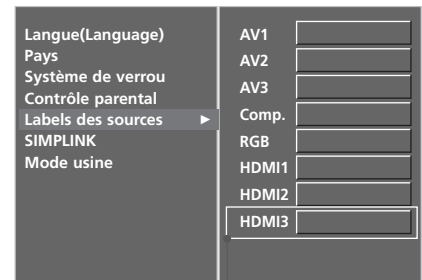 Langue(Language)
Pays
Système de verrou
Contrôle parental
Labels des sources ►
SIMPLINK
Mode usine
AV1
AV2
AV3
Comp.
RGB
HDMI1
HDMI2
HDMI3